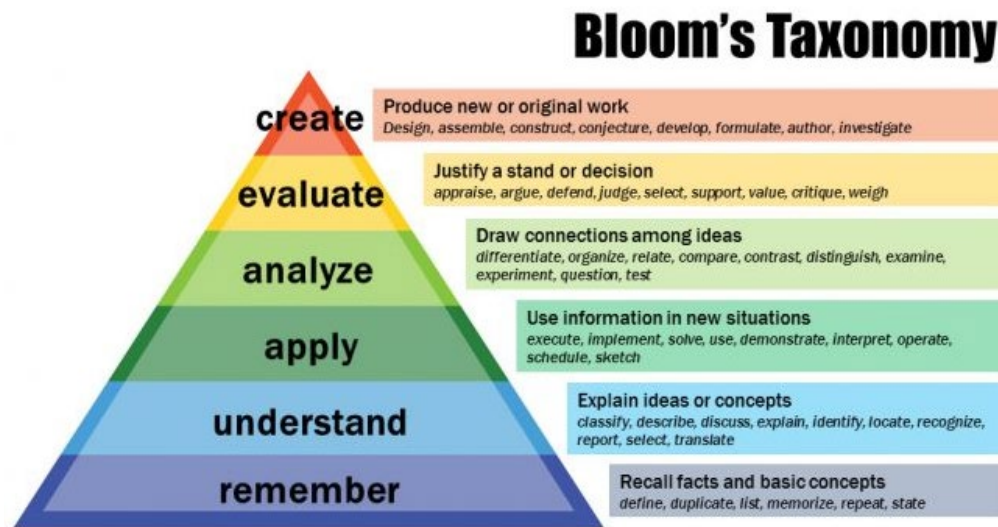 Bloom's Taxonomy
create
Produce new or original work
Design, assemble, construct, conjecture, develop, formulate, author, investigate
evaluate
Justify a stand or decision
appraise, argue, defend, judge, select, support, value, critique, weigh
analyze
Draw connections among ideas
differentiate, organize, relate, compare, contrast, distinguish, examine,
experiment, question, test
apply
Use information in new situations
execute, implement, solve, use, demonstrate, interpret, operate,
schedule, sketch
understand
Explain ideas or concepts
classify, describe, discuss, explain, identify, locate, recognize,
report, select, translate
remember
Recall facts and basic concepts
define, duplicate, list, memorize, repeat, state